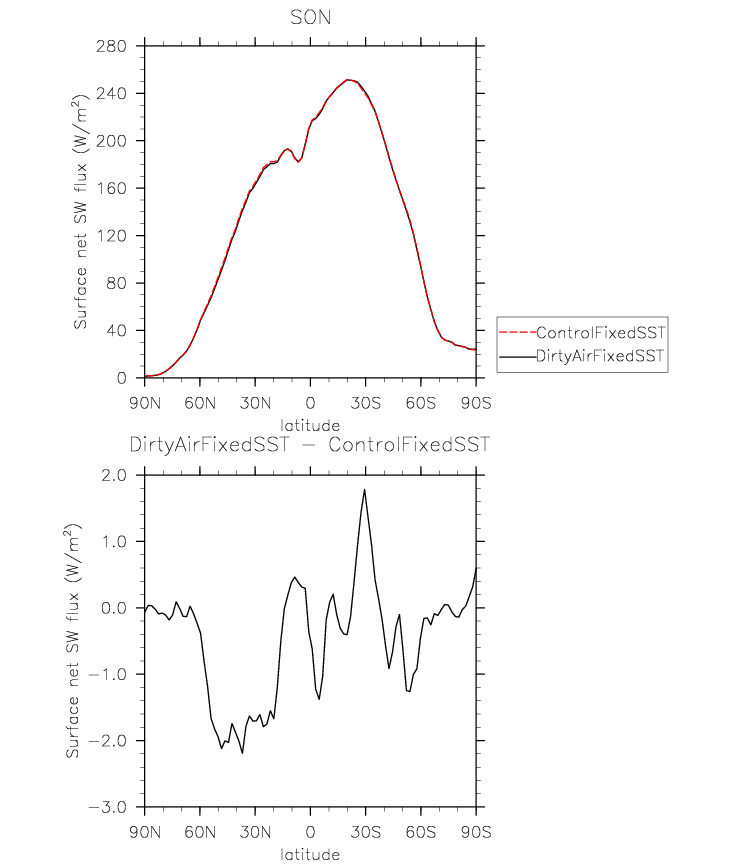 SON
280
240
200
160
120
80
40
0
Surface net SW flux (W/m²)
90N 60N 30N 0 30S 60S 90S
latitude
ControlFixedSST
DirtyAirFixedSST
DirtyAirFixedSST − ControlFixedSST
2.0
1.0
0.0
−1.0
−2.0
−3.0
Surface net SW flux (W/m²)
90N 60N 30N 0 30S 60S 90S
latitude